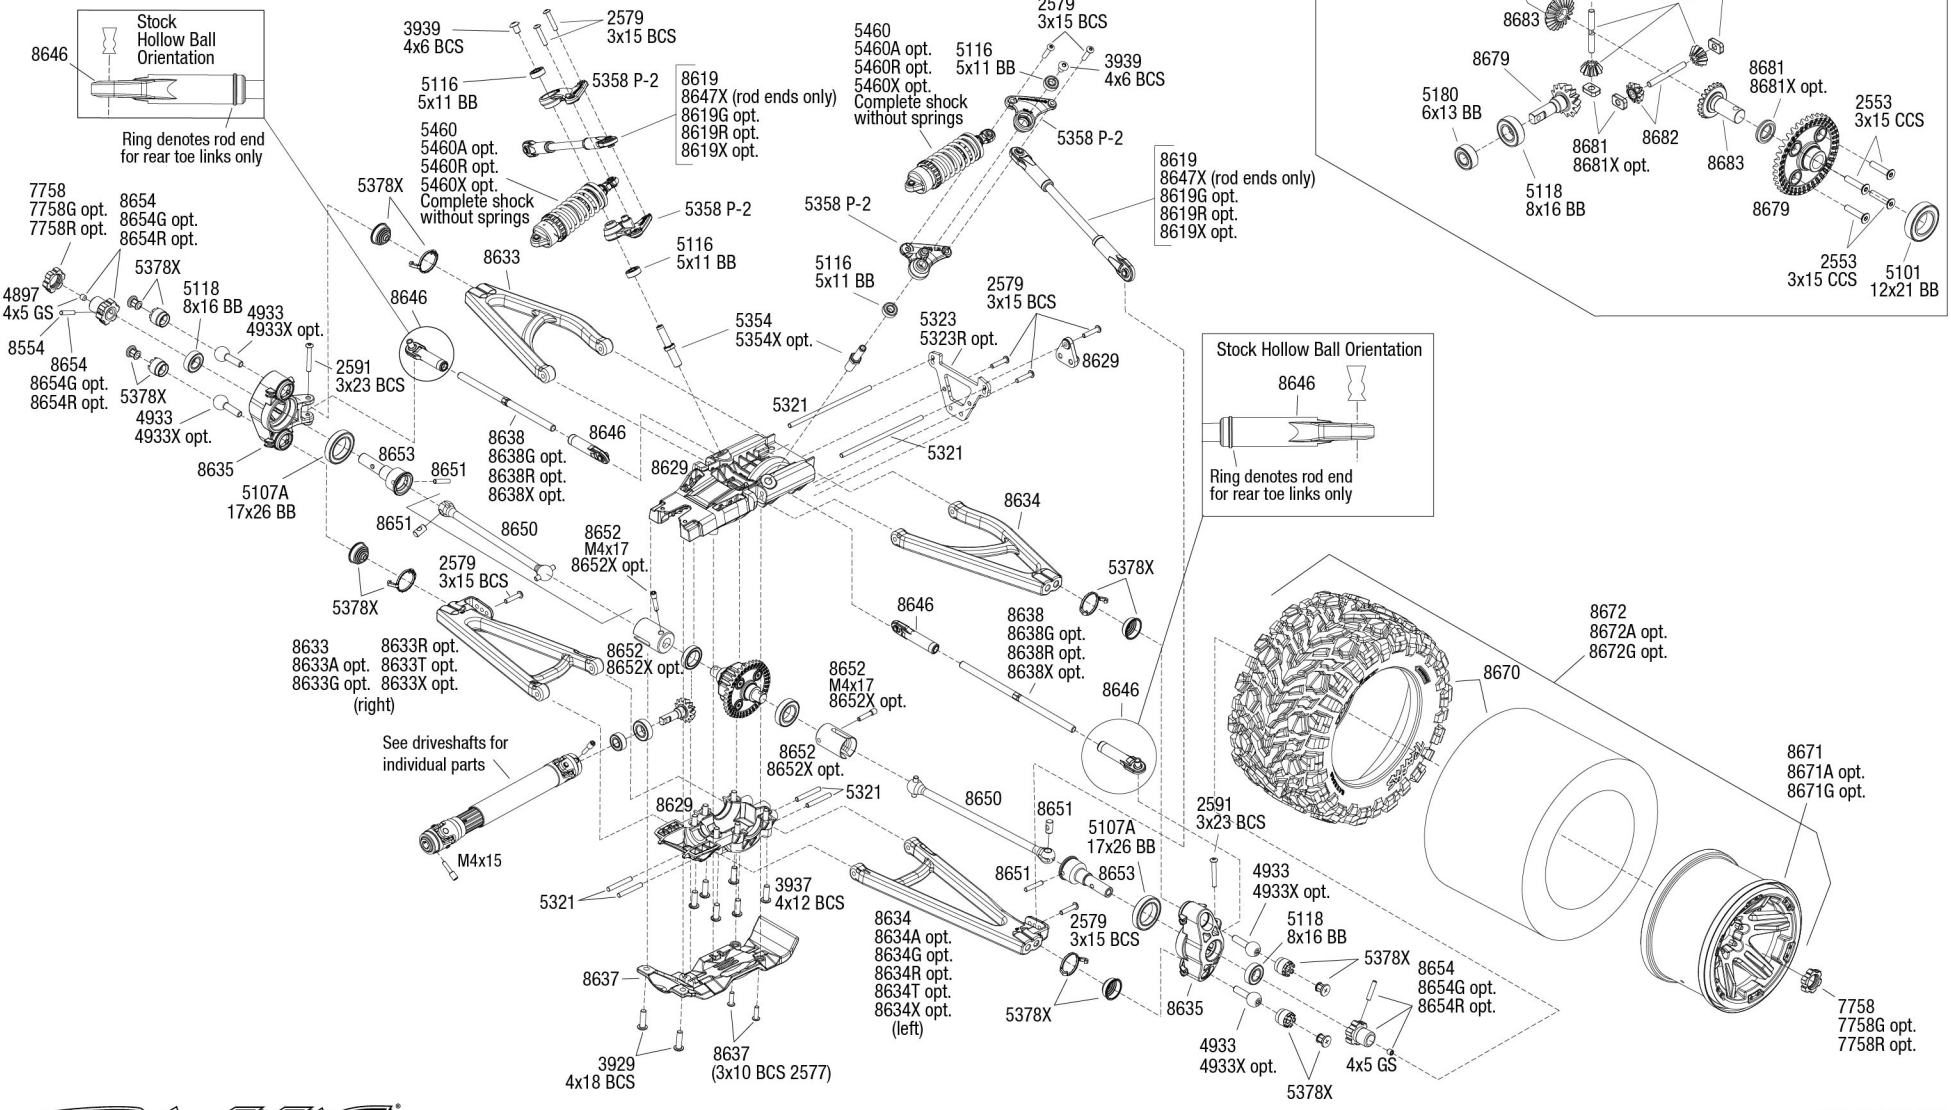 Stock
Hollow Ball
Orientation
8646
Ring denotes rod end
for rear toe links only
3939
4x6 BCS
2579
3x15 BCS
5116
5x11 BB
5358 P-2
8619
8647X (rod ends only)
8619G opt.
8619R opt.
8619X opt.
5460
5460A opt.
5460R opt.
5460X opt.
Complete shock
without springs
5358 P-2
5116
5x11 BB
5460
5460A opt.
5460R opt.
5460X opt.
Complete shock
without springs
5116
5x11 BB
2579
3x15 BCS
3939
4x6 BCS
5358 P-2
5358 P-2
8619
8647X (rod ends only)
8619G opt.
8619R opt.
8619X opt.
5116
5x11 BB
8683
8679
5180
6x13 BB
5118
8x16 BB
8681
8681X opt.
8682
8681
8681X opt.
8683
2553
3x15 CCS
8679
2553
3x15 CCS
5101
12x21 BB
7758
7758G opt.
7758R opt.
8654
8654G opt.
8654R opt.
5378X
5378X
5118
8x16 BB
4897
4x5 GS
8554
8654
8654G opt.
8654R opt.
5378X
4933
4933X opt.
4933
4933X opt.
2591
3x23 BCS
8635
5107A
17x26 BB
8653
8651
8651
8650
8633
8646
8638
8638G opt.
8638R opt.
8638X opt.
8646
5354
5354X opt.
2579
3x15 BCS
5323
5323R opt.
8629
5321
5321
8629
8634
Stock Hollow Ball Orientation
8646
Ring denotes rod end
for rear toe links only
5378X
2579
3x15 BCS
8652
M4x17
8652X opt.
8633
8633A opt.
8633G opt.
8633R opt.
8633T opt.
8633X opt.
(right)
8652
8652X opt.
8652
M4x17
8652X opt.
8652
8652X opt.
See driveshafts for
individual parts
M4x15
8646
8638
8638G opt.
8638R opt.
8638X opt.
5378X
8646
8672
8672A opt.
8672G opt.
8670
8671
8671A opt.
8671G opt.
7758
7758G opt.
7758R opt.
8629
5321
5321
3937
4x12 BCS
8637
3929
4x18 BCS
8637
(3x10 BCS 2577)
8650
8651
8651
8653
5107A
17x26 BB
8634
8634A opt.
8634G opt.
8634R opt.
8634T opt.
8634X opt.
(left)
2579
3x15 BCS
5378X
2591
3x23 BCS
4933
4933X opt.
5118
8x16 BB
5378X
8635
4933
4933X opt.
5378X
8654
8654G opt.
8654R opt.
4x5 GS